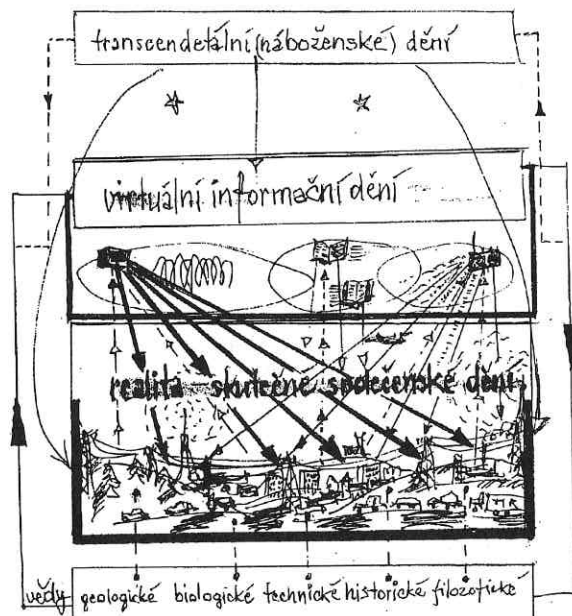 transcendetální (náboženské) dění
virtuální informační dění
realita – skutečné společenské dění
vědy geologické biologické technické historické filozofické